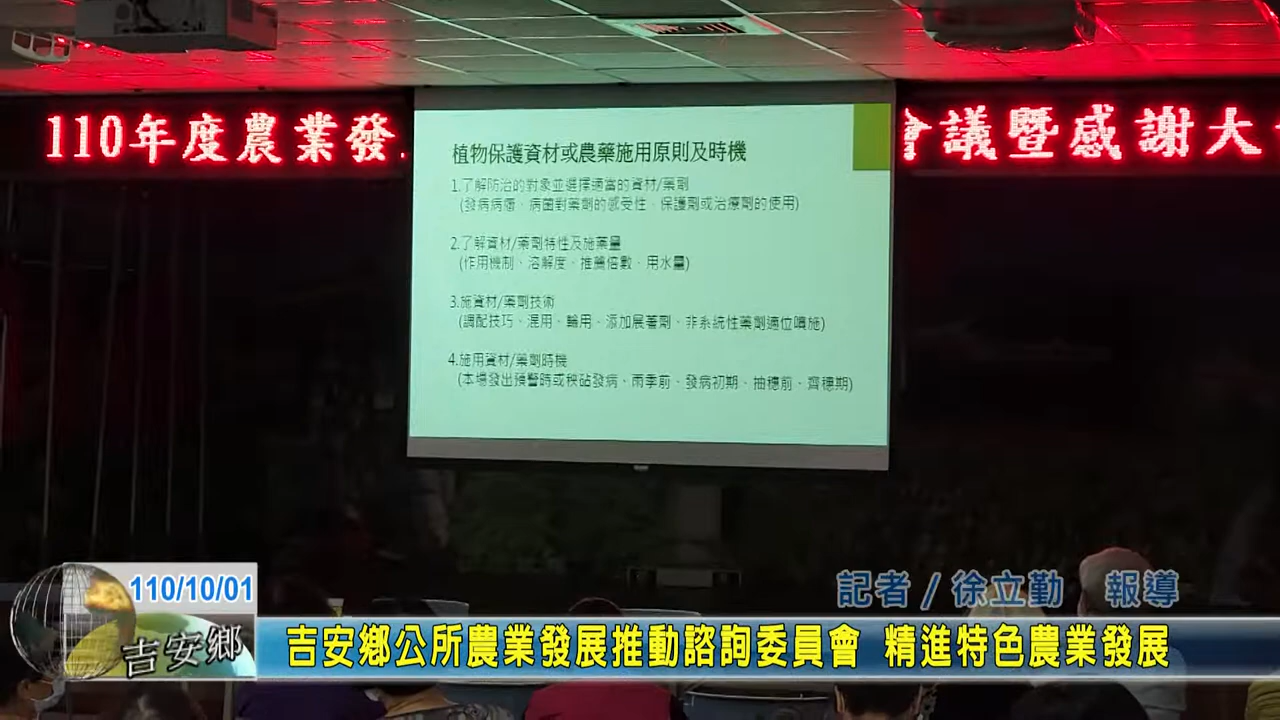 110年度農業發
會議暨感謝大
植物保護資材或農藥施用原則及時機
1.了解防治的對象並選擇適當的資材/藥劑
(發病病癥、病菌對藥劑的感受性、保護劑或治療劑的使用)
2.了解資材/藥劑特性及施藥量
(作用機制、溶解度、推薦倍數、用水量)
3.施資材/藥劑技術
(調配技巧、混用、輪用、添加展著劑、非系統性藥劑適位噴施)
4.施用資材/藥劑時機
(本場發出預警時或秧砧發病、雨季前、發病初期、抽穗前、齊穗期)
110/10/01
記者/徐立勤 報導
吉安鄉
吉安鄉公所農業發展推動諮詢委員會 精進特色農業發展